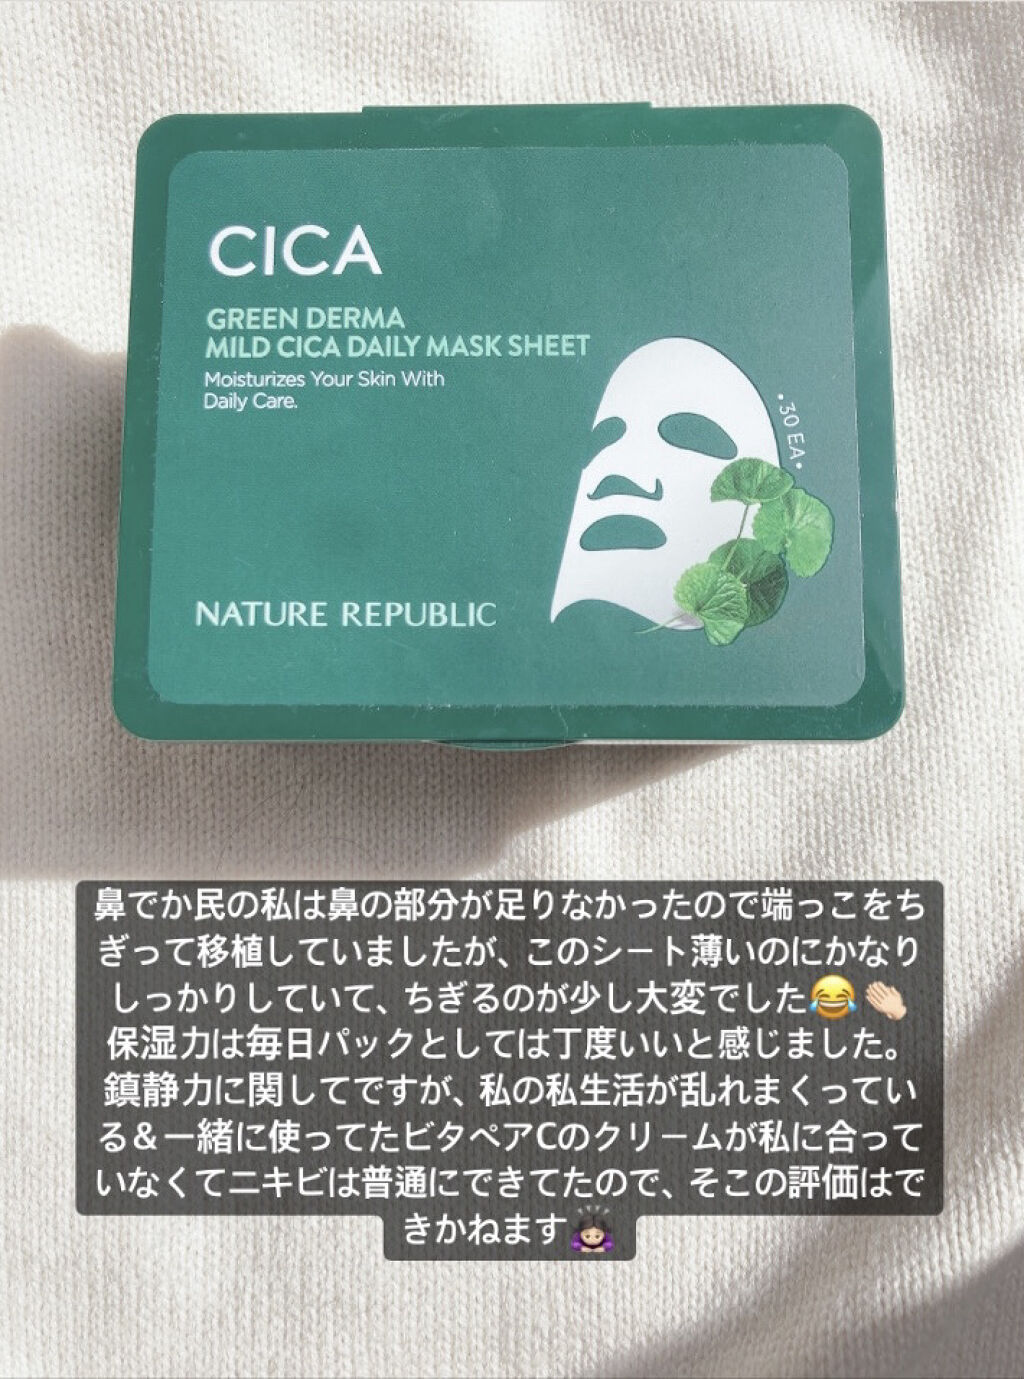 CICA
GREEN DERMA
MILD CICA DAILY MASK SHEET
Moisturizes Your Skin With
Daily Care.
•30 EA•
NATURE REPUBLIC
鼻でか民の私は鼻の部分が足りなかったので端っこをち
ぎって移植していましたが、このシート薄いのにかなり
しっかりしていて、ちぎるのが少し大変でした😂👏🏻
保湿力は毎日パックとしては丁度いいと感じました。
鎮静力に関してですが、私の私生活が乱れまくってい
る＆一緒に使ってたビタペアCのクリームが私に合って
いなくてニキビは普通にできてたので、そこの評価はで
きかねます🙇🏻‍♀️